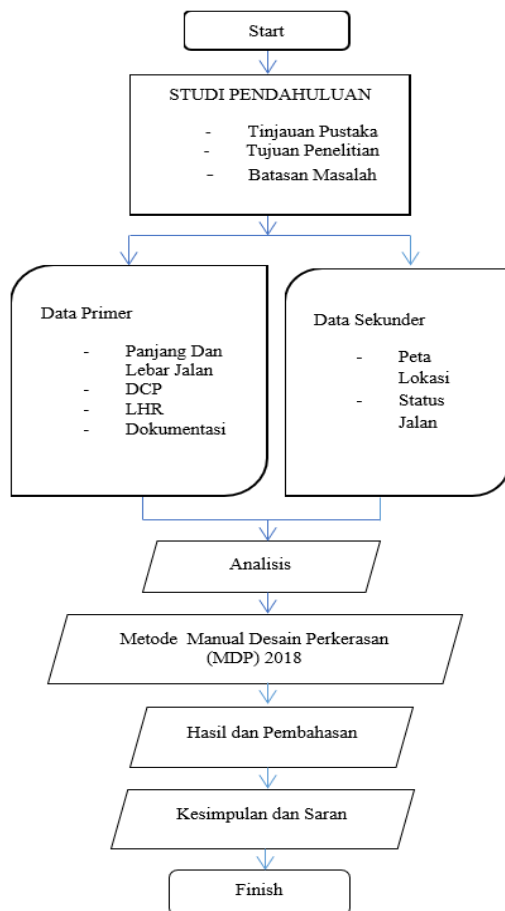 Start
STUDI PENDAHULUAN
- Tinjauan Pustaka
- Tujuan Penelitian
- Batasan Masalah
Data Primer
- Panjang Dan
Lebar Jalan
- DCP
- LHR
- Dokumentasi
Data Sekunder
- Peta
Lokasi
- Status
Jalan
Analisis
Metode Manual Desain Perkerasan
(MDP) 2018
Hasil dan Pembahasan
Kesimpulan dan Saran
Finish